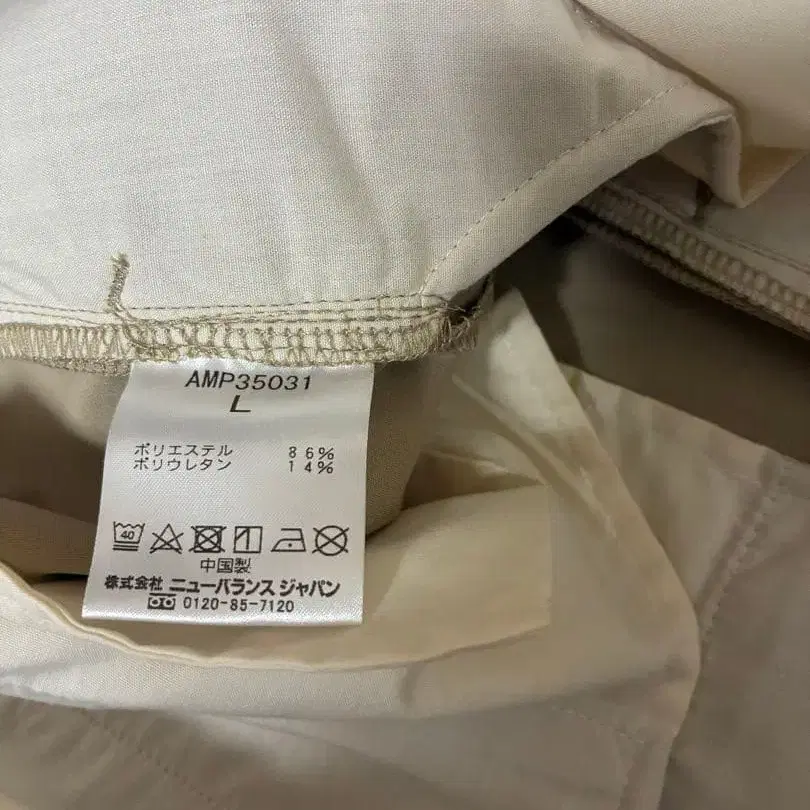 AMP35031
L
ポリエステル 86%
ポリウレタン 14%
40
中国製
株式会社 ニューバランス ジャパン
0120-85-7120